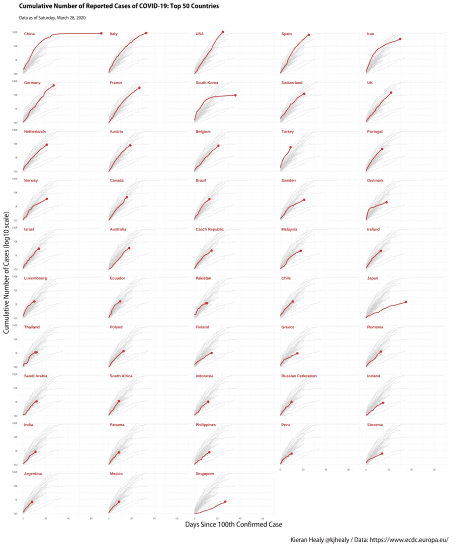 Cumulative Number of Reported Cases of COVID-19: Top 50 Countries
Data as of Saturday, March 28, 2020
China Italy USA Spain Iran
Germany France South Korea Switzerland UK
Netherlands Austria Belgium Turkey Portugal
Norway Canada Brazil Sweden Denmark
Israel Australia Czech Republic Malaysia Ireland
Luxembourg Ecuador Pakistan Chile Japan
Thailand Poland Finland Greece Romania
Saudi Arabia South Africa Indonesia Russian Federation Iceland
India Panama Philippines Peru Slovenia
Argentina Mexico Singapore
Cumulative Number of Cases (log10 scale)
Days Since 100th Confirmed Case
Kieran Healy @kjhealy / Data: https://www.ecdc.europa.eu/